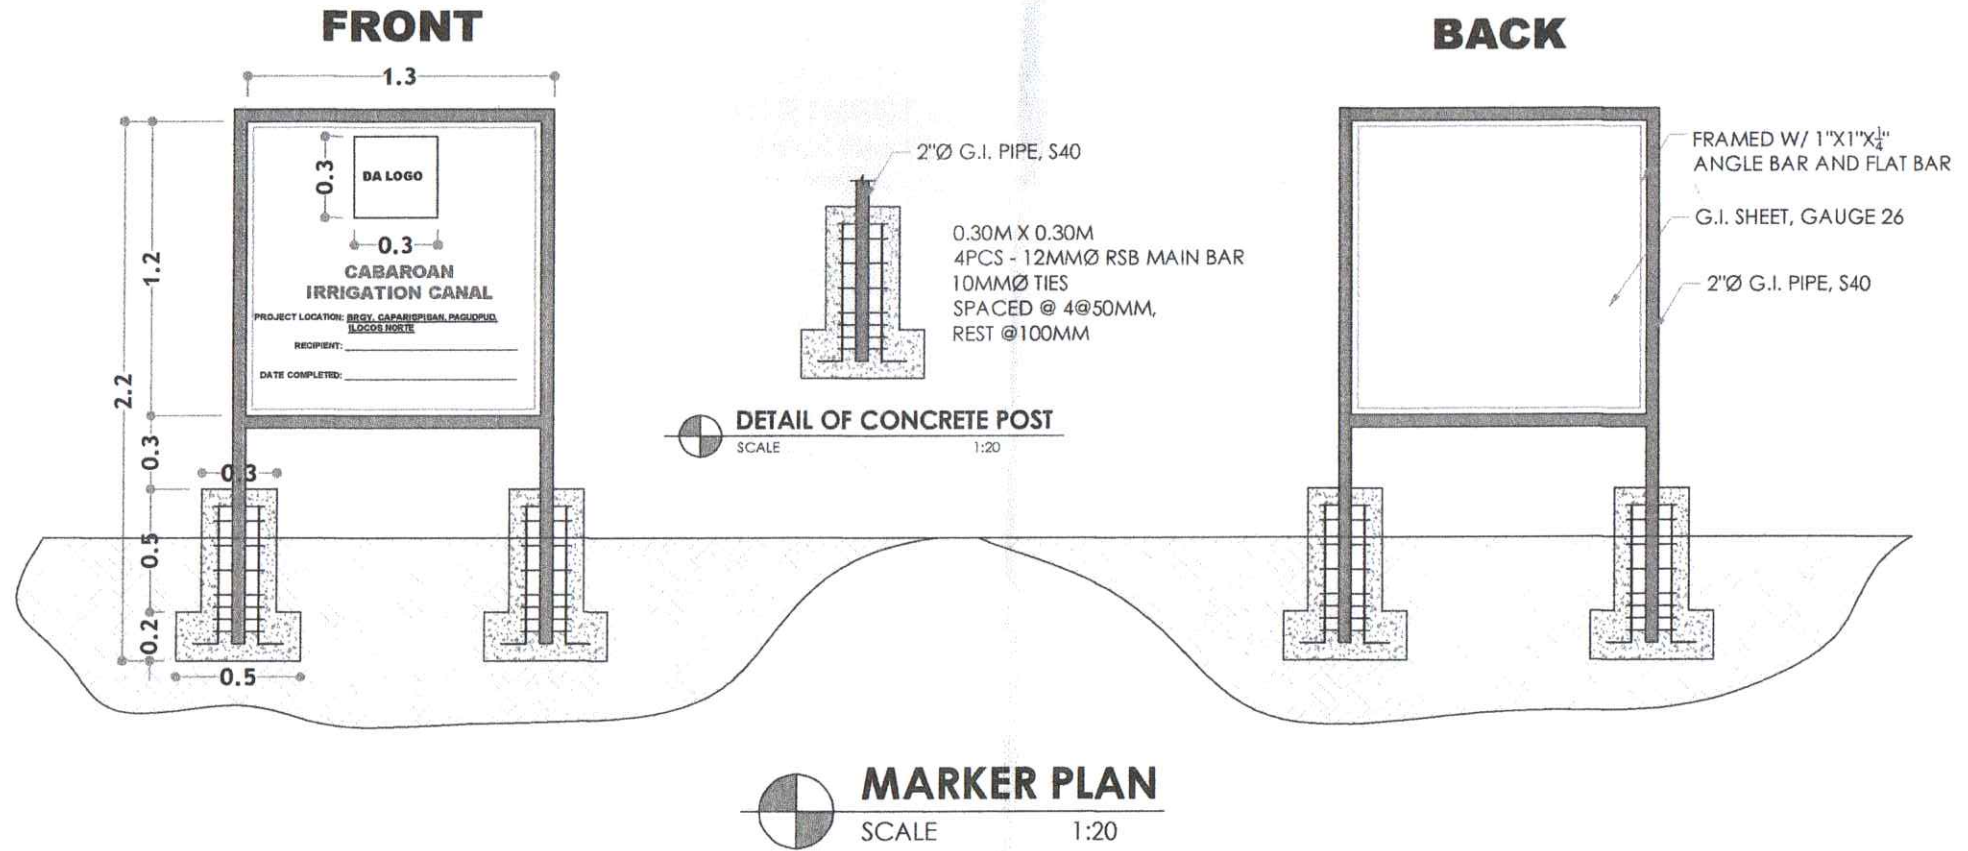 FRONT
1.3
2.2
1.2
0.3
0.3
DA LOGO
0.3
CABAROAN
IRRIGATION CANAL
PROJECT LOCATION: BRGY. CAPARISPISAN, PAGUDPUD,
ILOCOS NORTE
RECIPIENT:
DATE COMPLETED:
0.3
0.5
0.2
0.5
2"Ø G.I. PIPE, S40
0.30M X 0.30M
4PCS - 12MMØ RSB MAIN BAR
10MMØ TIES
SPACED @ 4@50MM,
REST @100MM
DETAIL OF CONCRETE POST
SCALE 1:20
BACK
FRAMED W/ 1"X1"X¼"
ANGLE BAR AND FLAT BAR
G.I. SHEET, GAUGE 26
2"Ø G.I. PIPE, S40
MARKER PLAN
SCALE 1:20